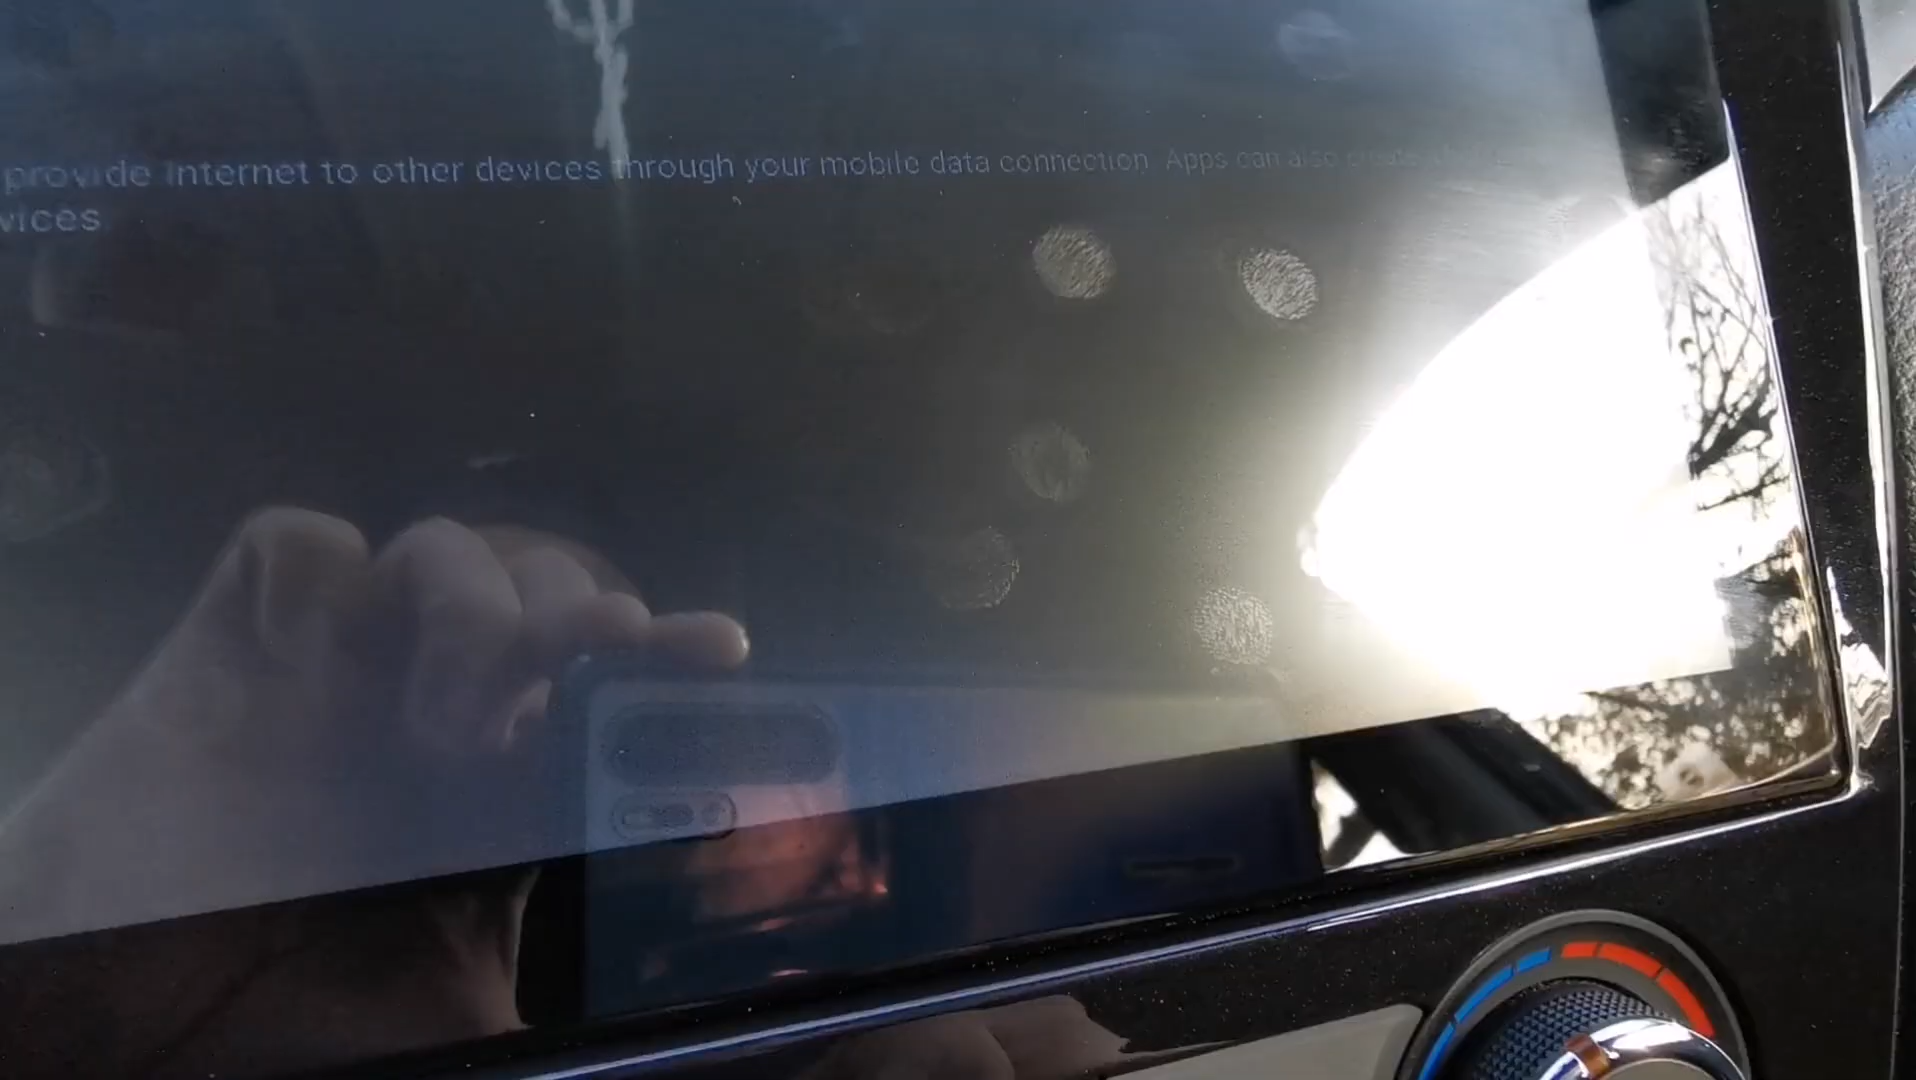 provide Internet to other devices through your mobile data connection. Apps can also create
vices.